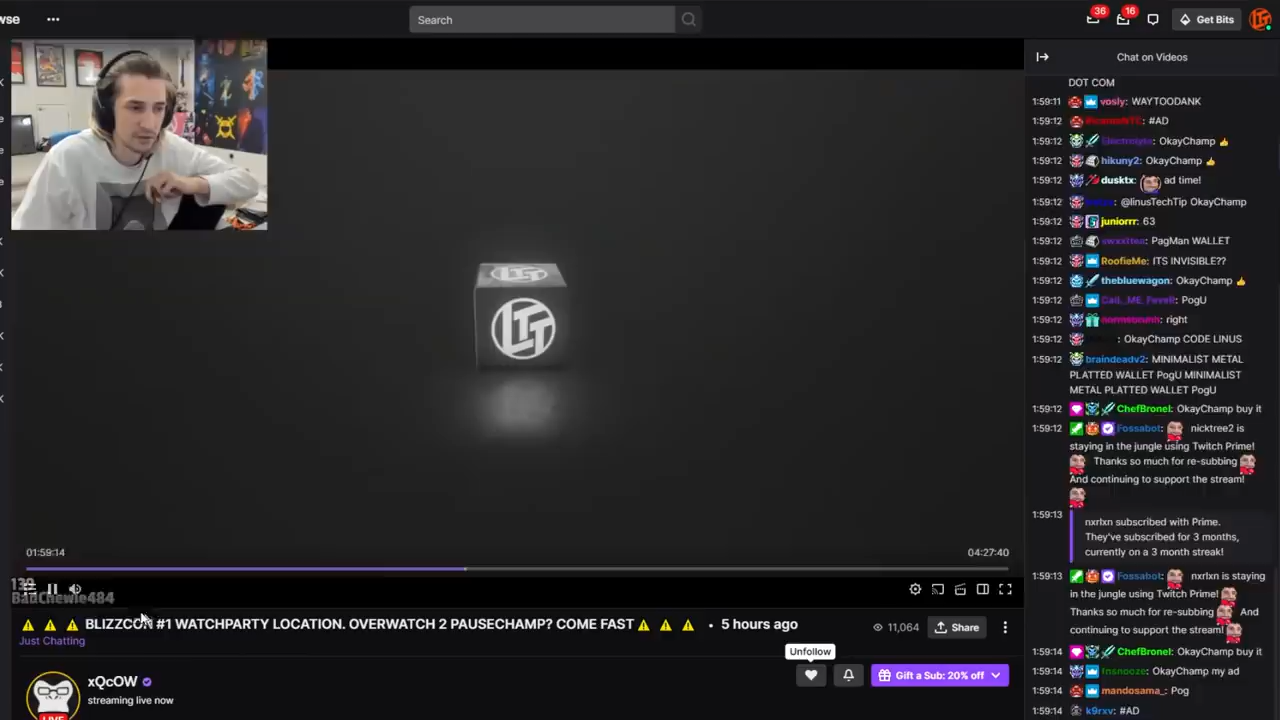 wse
Search
36
16
Get Bits
Chat on Videos
DOT COM
1:59:11 vosly: WAYTOODANK
1:59:12 : #AD
1:59:12 Electrolyte: OkayChamp
1:59:12 hikuny2: OkayChamp
1:59:12 dusktx: ad time!
1:59:12 : @linusTechTip OkayChamp
1:59:12 juniorrr: 63
1:59:12 : PagMan WALLET
1:59:12 RoofieMe: ITS INVISIBLE??
1:59:12 thebluewagon: OkayChamp
1:59:12 : PogU
1:59:12 : right
1:59:12 : OkayChamp CODE LINUS
1:59:12 braindeadv2: MINIMALIST METAL
PLATTED WALLET PogU MINIMALIST
METAL PLATTED WALLET PogU
1:59:12 ChefBronel: OkayChamp buy it
1:59:12 Fossabot: nicktree2 is
staying in the jungle using Twitch Prime!
Thanks so much for re-subbing
And continuing to support the stream!
1:59:13 nxrlxn subscribed with Prime.
They've subscribed for 3 months,
currently on a 3 month streak!
1:59:13 Fossabot: nxrlxn is staying
in the jungle using Twitch Prime!
Thanks so much for re-subbing And
continuing to support the stream!
1:59:14 ChefBronel: OkayChamp buy it
1:59:14 : OkayChamp my ad
1:59:14 mandosama_: Pog
1:59:14 k9rxv: #AD
LTT
LTT
01:59:14
04:27:40
139
BadChewie484
BLIZZCON #1 WATCHPARTY LOCATION. OVERWATCH 2 PAUSECHAMP? COME FAST • 5 hours ago
Just Chatting
11,064
Share
Unfollow
Gift a Sub: 20% off
xQcOW
streaming live now
LIVE